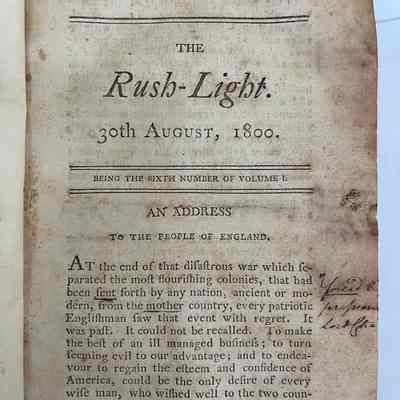 THE
Rush-Light.
30th AUGUST, 1800.
BEING THE SIXTH NUMBER OF VOLUME I.
AN ADDRESS
TO THE PEOPLE OF ENGLAND.
AT the end of that disaſtrous war which ſe-
parated the moſt flouriſhing colonies, that had
been ſent forth by any nation, ancient or mo-
dern, from the mother country, every patriotic
Engliſhman ſaw that event with regret. It
was paſt. It could not be recalled. To make
the beſt of an ill managed buſineſs; to turn
ſeeming evil to our advantage; and to endea-
vour to regain the eſteem and confidence of
America, could be the only deſire of every
wiſe man, who wiſhed well to the two coun-